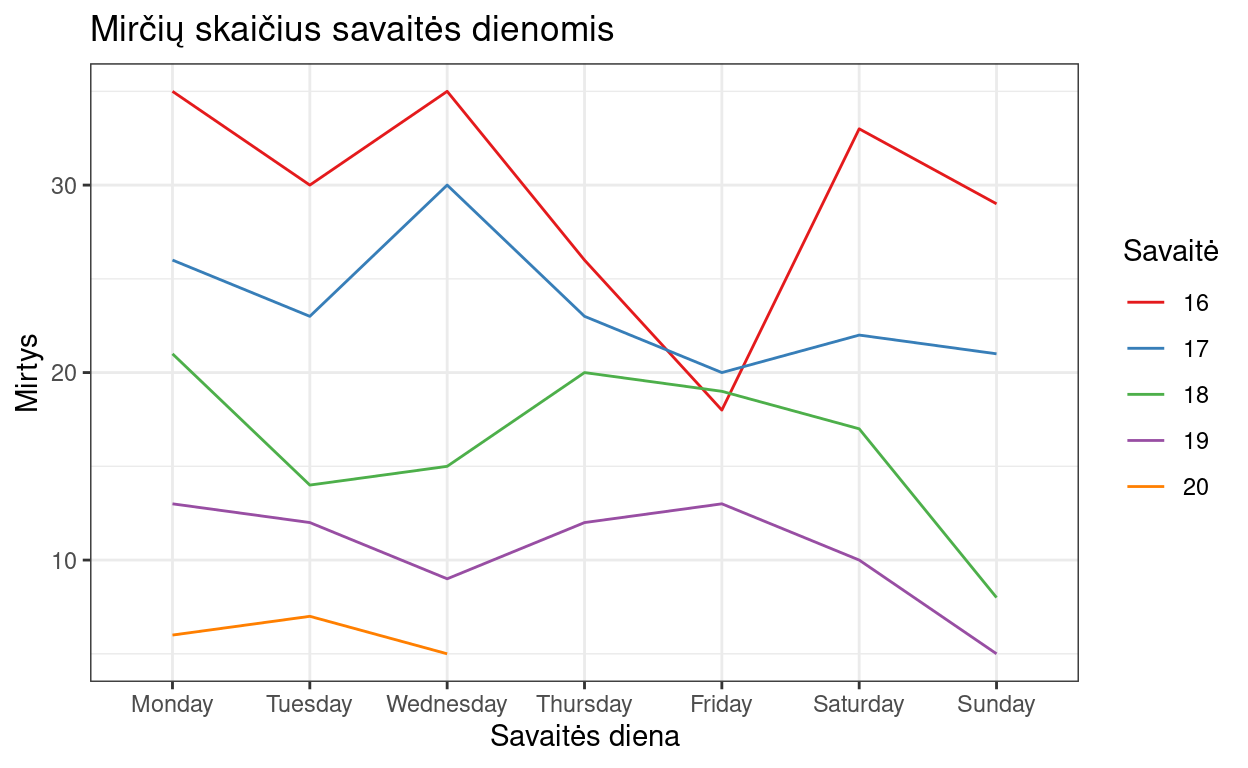 Mirčių skaičius savaitės dienomis
Mirtys
30
20
10
Monday Tuesday Wednesday Thursday Friday Saturday Sunday
Savaitės diena
Savaitė
16
17
18
19
20